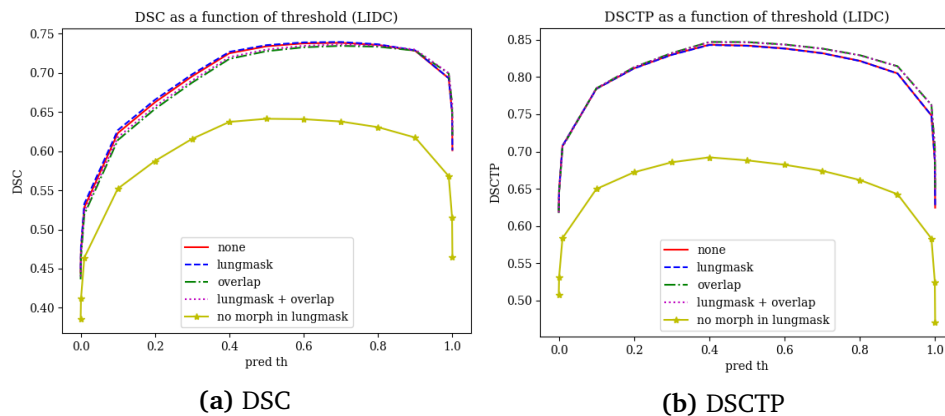 DSC as a function of threshold (LIDC)
0.75
0.70
0.65
0.60
0.55
0.50
0.45
0.40
DSC
none
lungmask
overlap
lungmask + overlap
no morph in lungmask
0.0 0.2 0.4 0.6 0.8 1.0
pred th
(a) DSC
DSCTP as a function of threshold (LIDC)
0.85
0.80
0.75
0.70
0.65
0.60
0.55
0.50
DSCTP
none
lungmask
overlap
lungmask + overlap
no morph in lungmask
0.0 0.2 0.4 0.6 0.8 1.0
pred th
(b) DSCTP